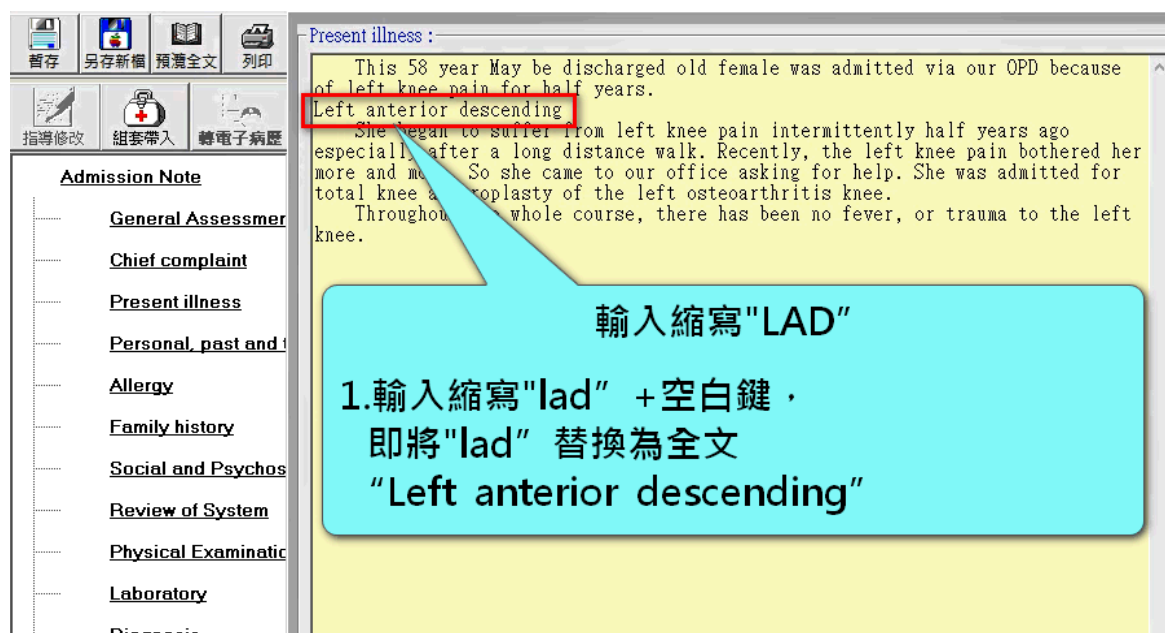 暫存 另存新檔 預灠全文 列印
指導修改 組套帶入 轉電子病歷
Admission Note
General Assessmer
Chief complaint
Present illness
Personal, past and f
Allergy
Family history
Social and Psychos
Review of System
Physical Examinatic
Laboratory
Present illness :
This 58 year May be discharged old female was admitted via our OPD because
of left knee pain for half years.
Left anterior descending
She began to suffer from left knee pain intermittently half years ago
especially after a long distance walk. Recently, the left knee pain bothered her
more and mo So she came to our office asking for help. She was admitted for
total knee a roplasty of the left osteoarthritis knee.
Throughou whole course, there has been no fever, or trauma to the left
knee.
輸入縮寫"LAD"
1.輸入縮寫"lad" +空白鍵，
即將"lad" 替換為全文
"Left anterior descending"